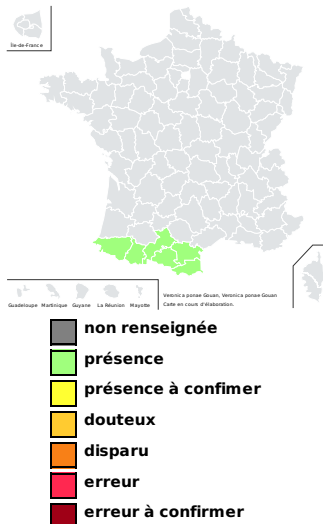 Île-de-France
Guadeloupe Martinique Guyane La Réunion Mayotte
Veronica ponae Gouan, Veronica ponae Gouan
Carte en cours d'élaboration.
non renseignée
présence
présence à confimer
douteux
disparu
erreur
erreur à confirmer